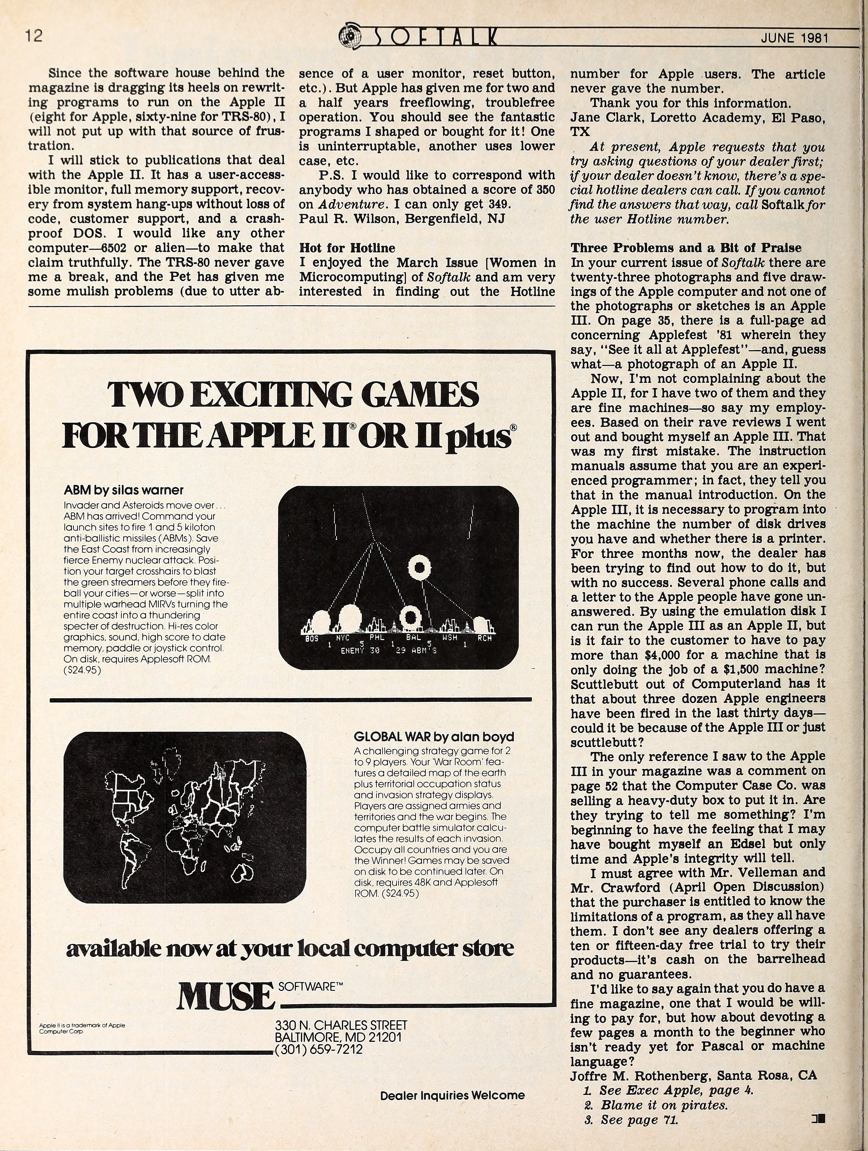 12
SOFTALK
JUNE 1981
Since the software house behind the
magazine is dragging its heels on rewrit-
ing programs to run on the Apple II
(eight for Apple, sixty-nine for TRS-80), I
will not put up with that source of frus-
tration.
I will stick to publications that deal
with the Apple II. It has a user-access-
ible monitor, full memory support, recov-
ery from system hang-ups without loss of
code, customer support, and a crash-
proof DOS. I would like any other
computer—6502 or alien—to make that
claim truthfully. The TRS-80 never gave
me a break, and the Pet has given me
some mulish problems (due to utter ab-
sence of a user monitor, reset button,
etc.). But Apple has given me for two and
a half years freeflowing, troublefree
operation. You should see the fantastic
programs I shaped or bought for it! One
is uninterruptable, another uses lower
case, etc.
P.S. I would like to correspond with
anybody who has obtained a score of 350
on Adventure. I can only get 349.
Paul R. Wilson, Bergenfield, NJ
Hot for Hotline
I enjoyed the March Issue [Women in
Microcomputing] of Softalk and am very
interested in finding out the Hotline
number for Apple users. The article
never gave the number.
Thank you for this information.
Jane Clark, Loretto Academy, El Paso,
TX
At present, Apple requests that you
try asking questions of your dealer first;
if your dealer doesn't know, there's a spe-
cial hotline dealers can call. If you cannot
find the answers that way, call Softalk for
the user Hotline number.
Three Problems and a Bit of Praise
In your current issue of Softalk there are
twenty-three photographs and five draw-
ings of the Apple computer and not one of
the photographs or sketches is an Apple
III. On page 35, there is a full-page ad
concerning Applefest '81 wherein they
say, "See it all at Applefest"—and, guess
what—a photograph of an Apple II.
Now, I'm not complaining about the
Apple II, for I have two of them and they
are fine machines—so say my employ-
ees. Based on their rave reviews I went
out and bought myself an Apple III. That
was my first mistake. The instruction
manuals assume that you are an experi-
enced programmer; in fact, they tell you
that in the manual introduction. On the
Apple III, it is necessary to program into
the machine the number of disk drives
you have and whether there is a printer.
For three months now, the dealer has
been trying to find out how to do it, but
with no success. Several phone calls and
a letter to the Apple people have gone un-
answered. By using the emulation disk I
can run the Apple III as an Apple II, but
is it fair to the customer to have to pay
more than $4,000 for a machine that is
only doing the job of a $1,500 machine?
Scuttlebutt out of Computerland has it
that about three dozen Apple engineers
have been fired in the last thirty days—
could it be because of the Apple III or just
scuttlebutt?
The only reference I saw to the Apple
III in your magazine was a comment on
page 52 that the Computer Case Co. was
selling a heavy-duty box to put it in. Are
they trying to tell me something? I'm
beginning to have the feeling that I may
have bought myself an Edsel but only
time and Apple's integrity will tell.
I must agree with Mr. Velleman and
Mr. Crawford (April Open Discussion)
that the purchaser is entitled to know the
limitations of a program, as they all have
them. I don't see any dealers offering a
ten or fifteen-day free trial to try their
products—it's cash on the barrelhead
and no guarantees.
I'd like to say again that you do have a
fine magazine, one that I would be will-
ing to pay for, but how about devoting a
few pages a month to the beginner who
isn't ready yet for Pascal or machine
language?
Joffre M. Rothenberg, Santa Rosa, CA
1. See Exec Apple, page 4.
2. Blame it on pirates.
3. See page 71.
TWO EXCITING GAMES
FOR THE APPLE II® OR II plus®
ABM by silas warner
Invader and Asteroids move over...
ABM has arrived! Command your
launch sites to fire 1 and 5 kiloton
anti-ballistic missiles (ABMs). Save
the East Coast from increasingly
fierce Enemy nuclear attack. Posi-
tion your target crosshairs to blast
the green streamers before they fire-
ball your cities—or worse—split into
multiple warhead MIRVs turning the
entire coast into a thundering
specter of destruction. Hi-res color
graphics, sound, high score to date
memory, paddle or joystick control.
On disk, requires Applesoft ROM.
($24.95)
BOS NYC PHL BAL WSH RCH
1 5 1 5 1
ENEMY 30 29 ABM'S
GLOBAL WAR by alan boyd
A challenging strategy game for 2
to 9 players. Your 'War Room' fea-
tures a detailed map of the earth
plus territorial occupation status
and invasion strategy displays.
Players are assigned armies and
territories and the war begins. The
computer battle simulator calcu-
lates the results of each invasion.
Occupy all countries and you are
the Winner! Games may be saved
on disk to be continued later. On
disk, requires 48K and Applesoft
ROM. ($24.95)
available now at your local computer store
MUSE SOFTWARE™
330 N. CHARLES STREET
BALTIMORE, MD 21201
(301) 659-7212
Apple II is a trademark of Apple
Computer Corp
Dealer Inquiries Welcome